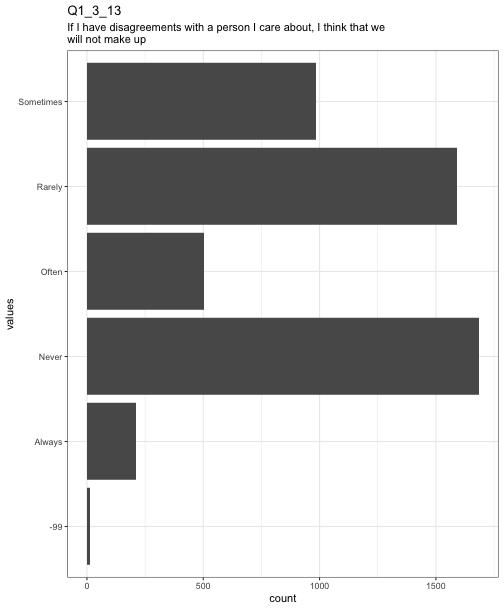 Q1_3_13
If I have disagreements with a person I care about, I think that we
will not make up
Sometimes
Rarely
Often
Never
Always
-99
values
0 500 1000 1500
count